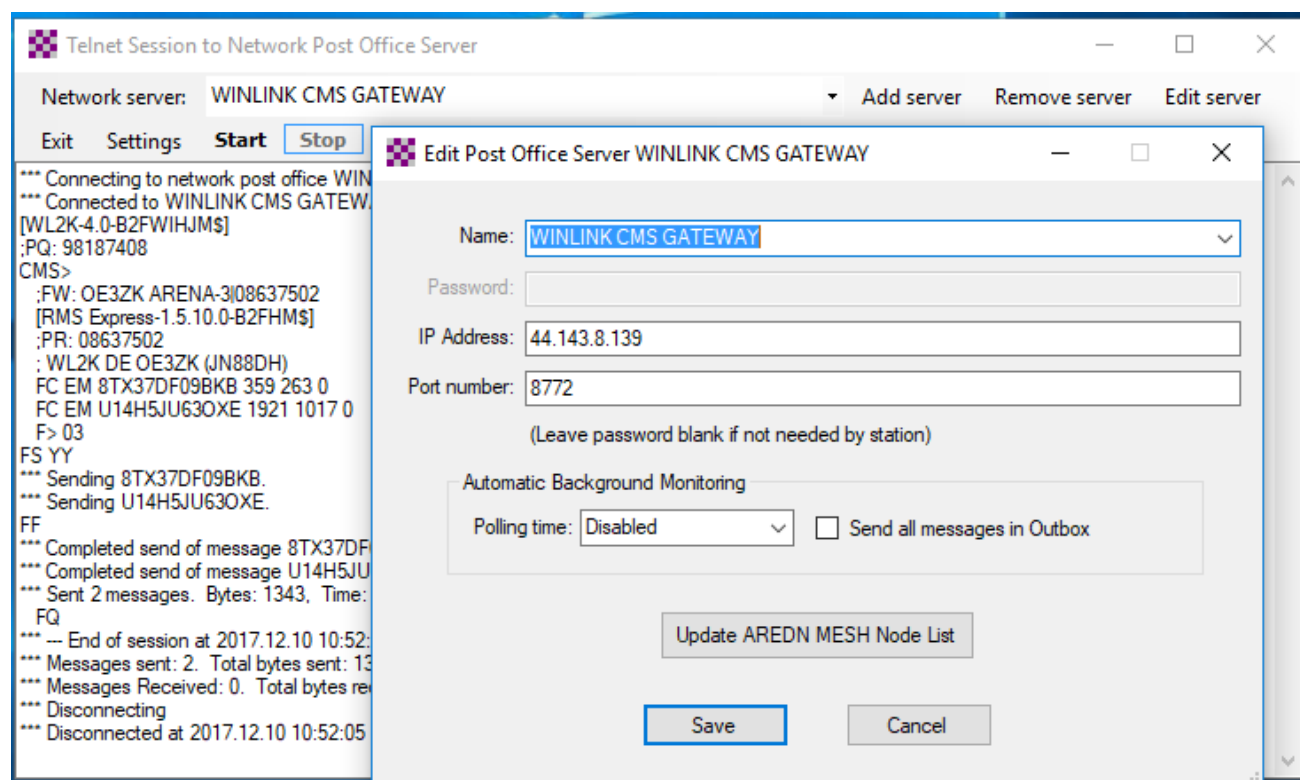 Telnet Session to Network Post Office Server
Network server: WINLINK CMS GATEWAY Add server Remove server Edit server
Exit Settings Start Stop
*** Connecting to network post office WIN
*** Connected to WINLINK CMS GATEW
[WL2K-4.0-B2FWIHJM$]
;PQ: 98187408
CMS>
;FW: OE3ZK ARENA-3|08637502
[RMS Express-1.5.10.0-B2FHM$]
;PR: 08637502
; WL2K DE OE3ZK (JN88DH)
FC EM 8TX37DF09BKB 359 263 0
FC EM U14H5JU63OXE 1921 1017 0
F> 03
FS YY
*** Sending 8TX37DF09BKB.
*** Sending U14H5JU63OXE.
FF
*** Completed send of message 8TX37DF
*** Completed send of message U14H5JU
*** Sent 2 messages. Bytes: 1343, Time:
FQ
*** --- End of session at 2017.12.10 10:52:
*** Messages sent: 2. Total bytes sent: 13
*** Messages Received: 0. Total bytes re
*** Disconnecting
*** Disconnected at 2017.12.10 10:52:05
Edit Post Office Server WINLINK CMS GATEWAY
Name: WINLINK CMS GATEWAY
Password:
IP Address: 44.143.8.139
Port number: 8772
(Leave password blank if not needed by station)
Automatic Background Monitoring
Polling time: Disabled Send all messages in Outbox
Update AREDN MESH Node List
Save Cancel